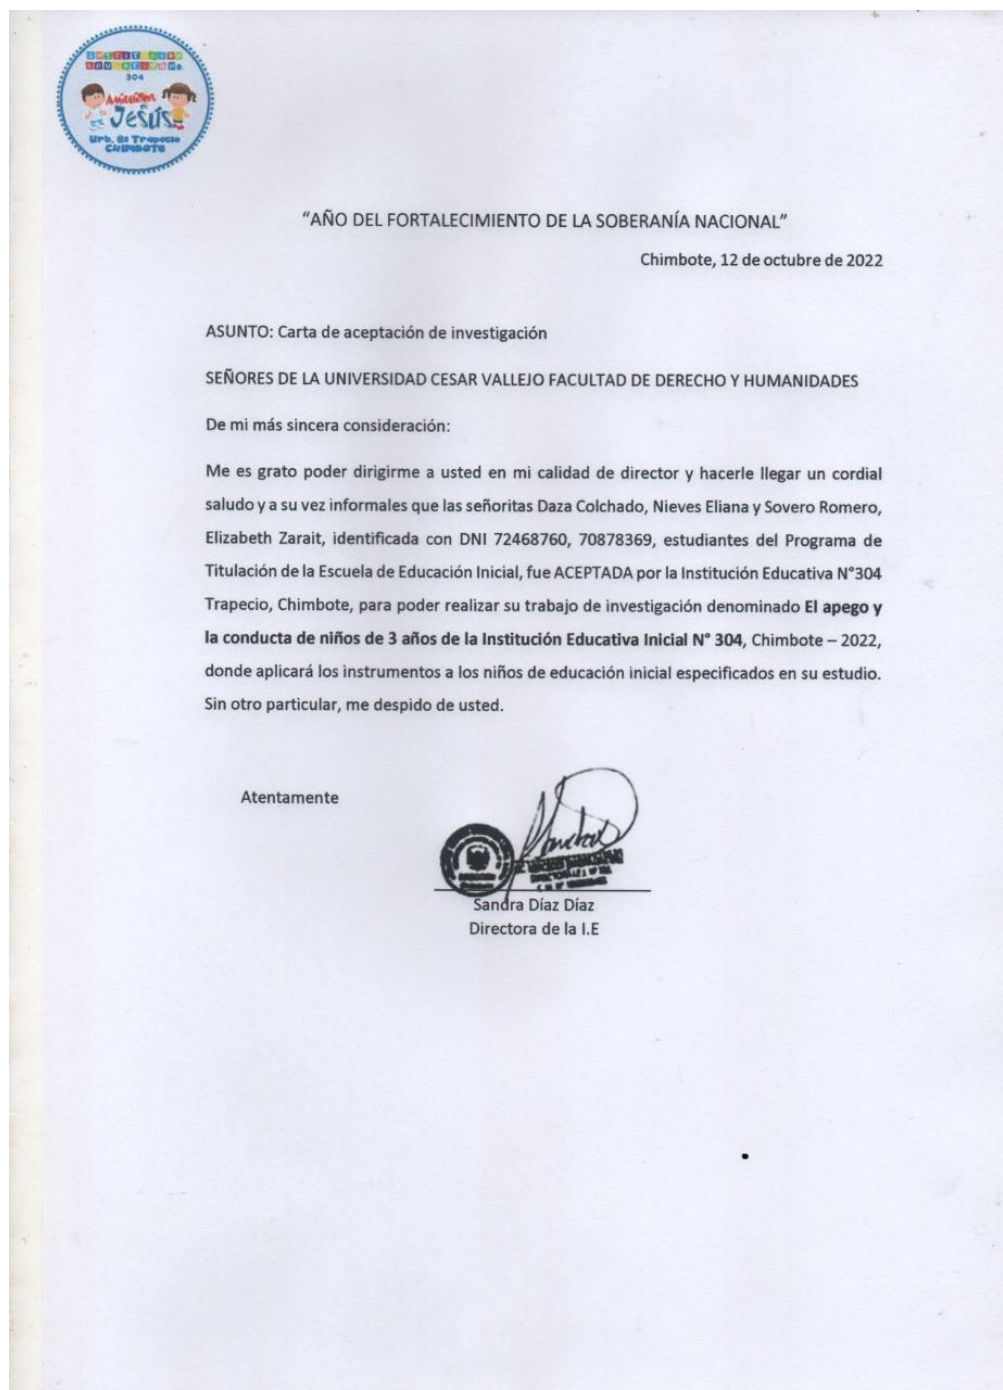 INSTITUCIÓN
EDUCATIVA N°
304
Amiguitos
de
JESÚS
Urb. El Trapecio
CHIMBOTE
“AÑO DEL FORTALECIMIENTO DE LA SOBERANÍA NACIONAL”
Chimbote, 12 de octubre de 2022
ASUNTO: Carta de aceptación de investigación
SEÑORES DE LA UNIVERSIDAD CESAR VALLEJO FACULTAD DE DERECHO Y HUMANIDADES
De mi más sincera consideración:
Me es grato poder dirigirme a usted en mi calidad de director y hacerle llegar un cordial
saludo y a su vez informales que las señoritas Daza Colchado, Nieves Eliana y Sovero Romero,
Elizabeth Zarait, identificada con DNI 72468760, 70878369, estudiantes del Programa de
Titulación de la Escuela de Educación Inicial, fue ACEPTADA por la Institución Educativa N°304
Trapecio, Chimbote, para poder realizar su trabajo de investigación denominado El apego y
la conducta de niños de 3 años de la Institución Educativa Inicial N° 304, Chimbote – 2022,
donde aplicará los instrumentos a los niños de educación inicial especificados en su estudio.
Sin otro particular, me despido de usted.
Atentamente
Sandra Díaz Díaz
Directora de la I.E